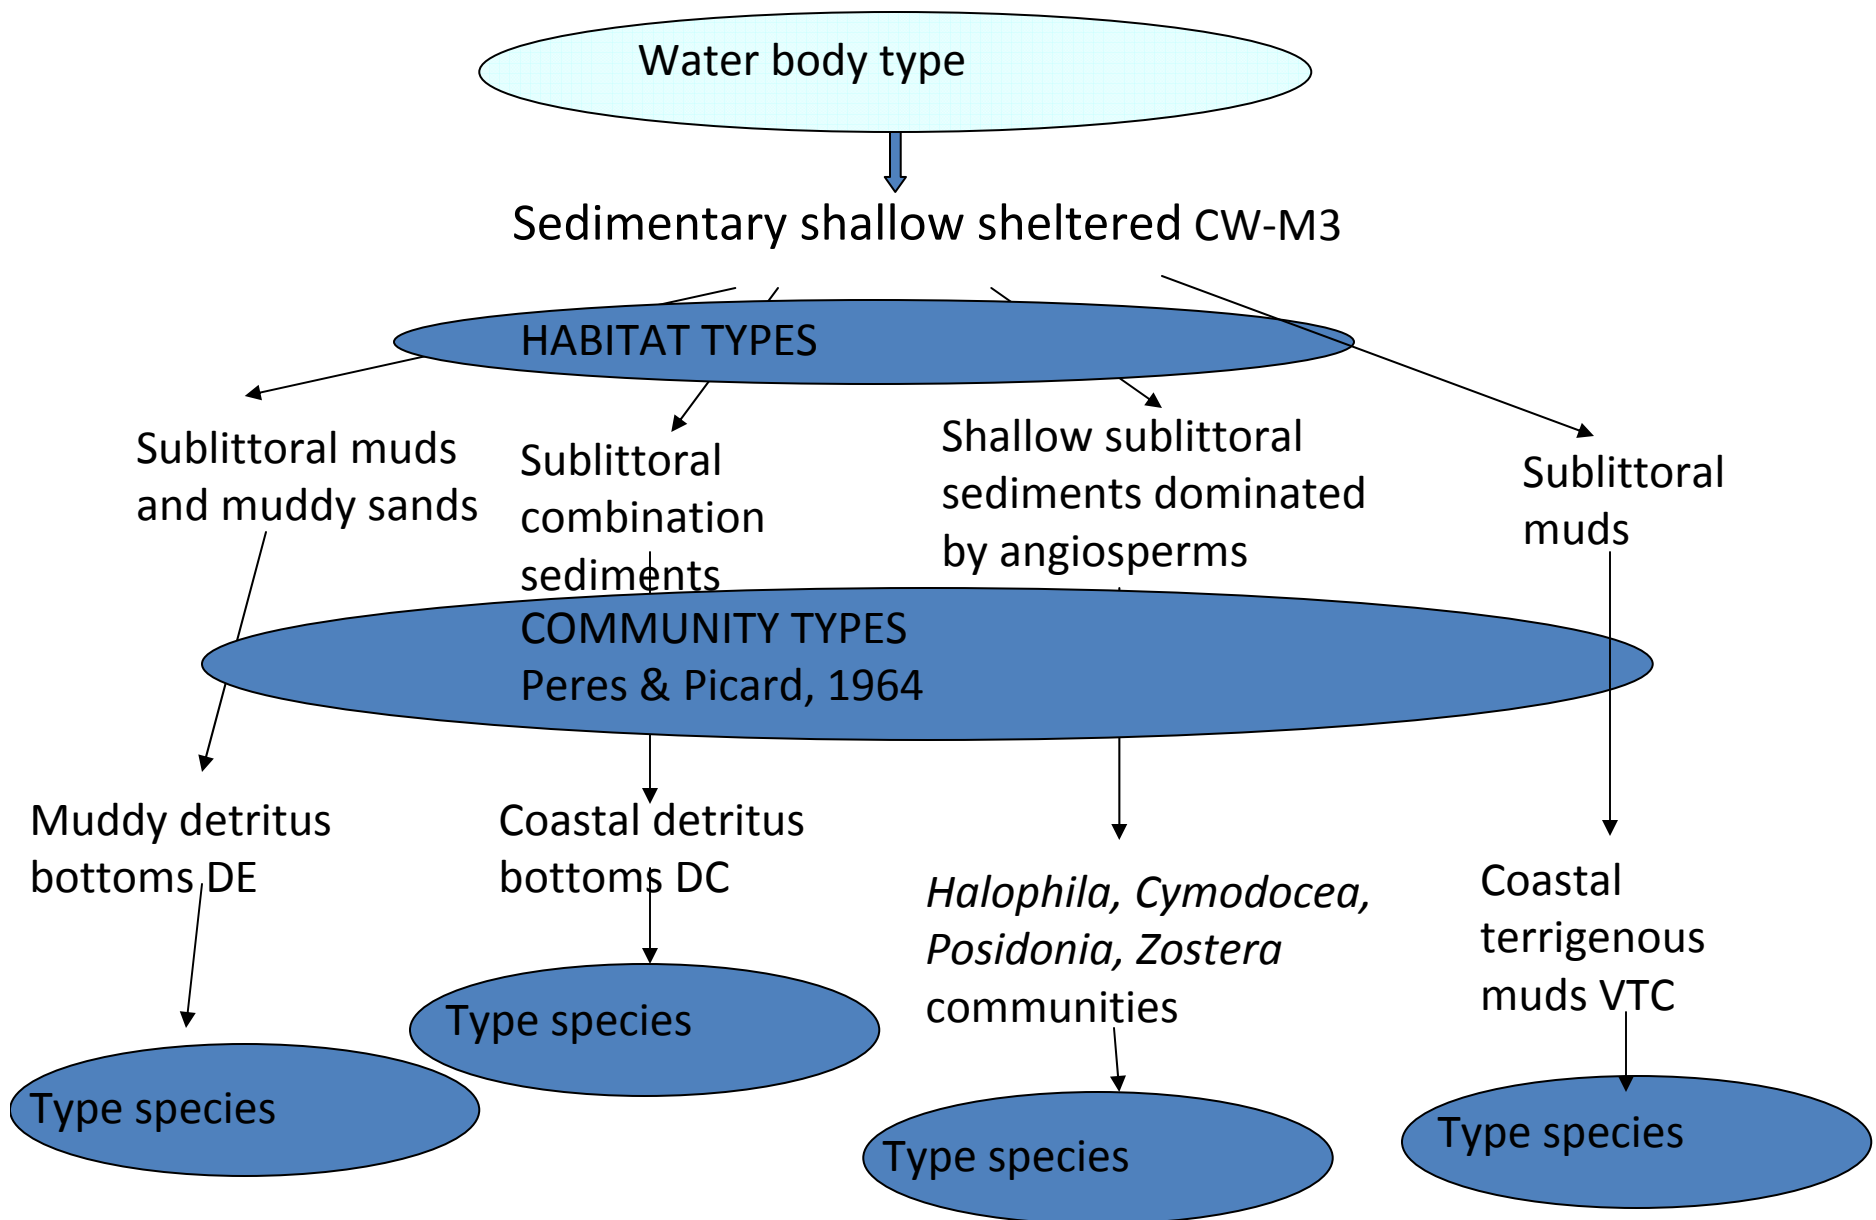 Water body type
Sedimentary shallow sheltered CW-M3
HABITAT TYPES
Sublittoral muds
and muddy sands
Sublittoral
combination
sediments
Shallow sublittoral
sediments dominated
by angiosperms
Sublittoral
muds
COMMUNITY TYPES
Peres & Picard, 1964
Muddy detritus
bottoms DE
Coastal detritus
bottoms DC
Halophila, Cymodocea,
Posidonia, Zostera
communities
Coastal
terrigenous
muds VTC
Type species
Type species
Type species
Type species